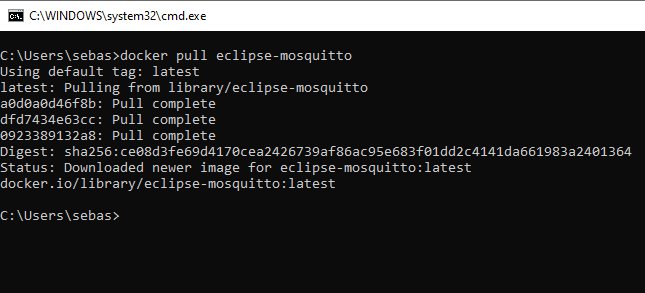 C:\WINDOWS\system32\cmd.exe
C:\Users\sebas>docker pull eclipse-mosquitto
Using default tag: latest
latest: Pulling from library/eclipse-mosquitto
a0d0a0d46f8b: Pull complete
dfd7434e63cc: Pull complete
0923389132a8: Pull complete
Digest: sha256:ce08d3fe69d4170cea2426739af86ac95e683f01dd2c4141da661983a2401364
Status: Downloaded newer image for eclipse-mosquitto:latest
docker.io/library/eclipse-mosquitto:latest
C:\Users\sebas>